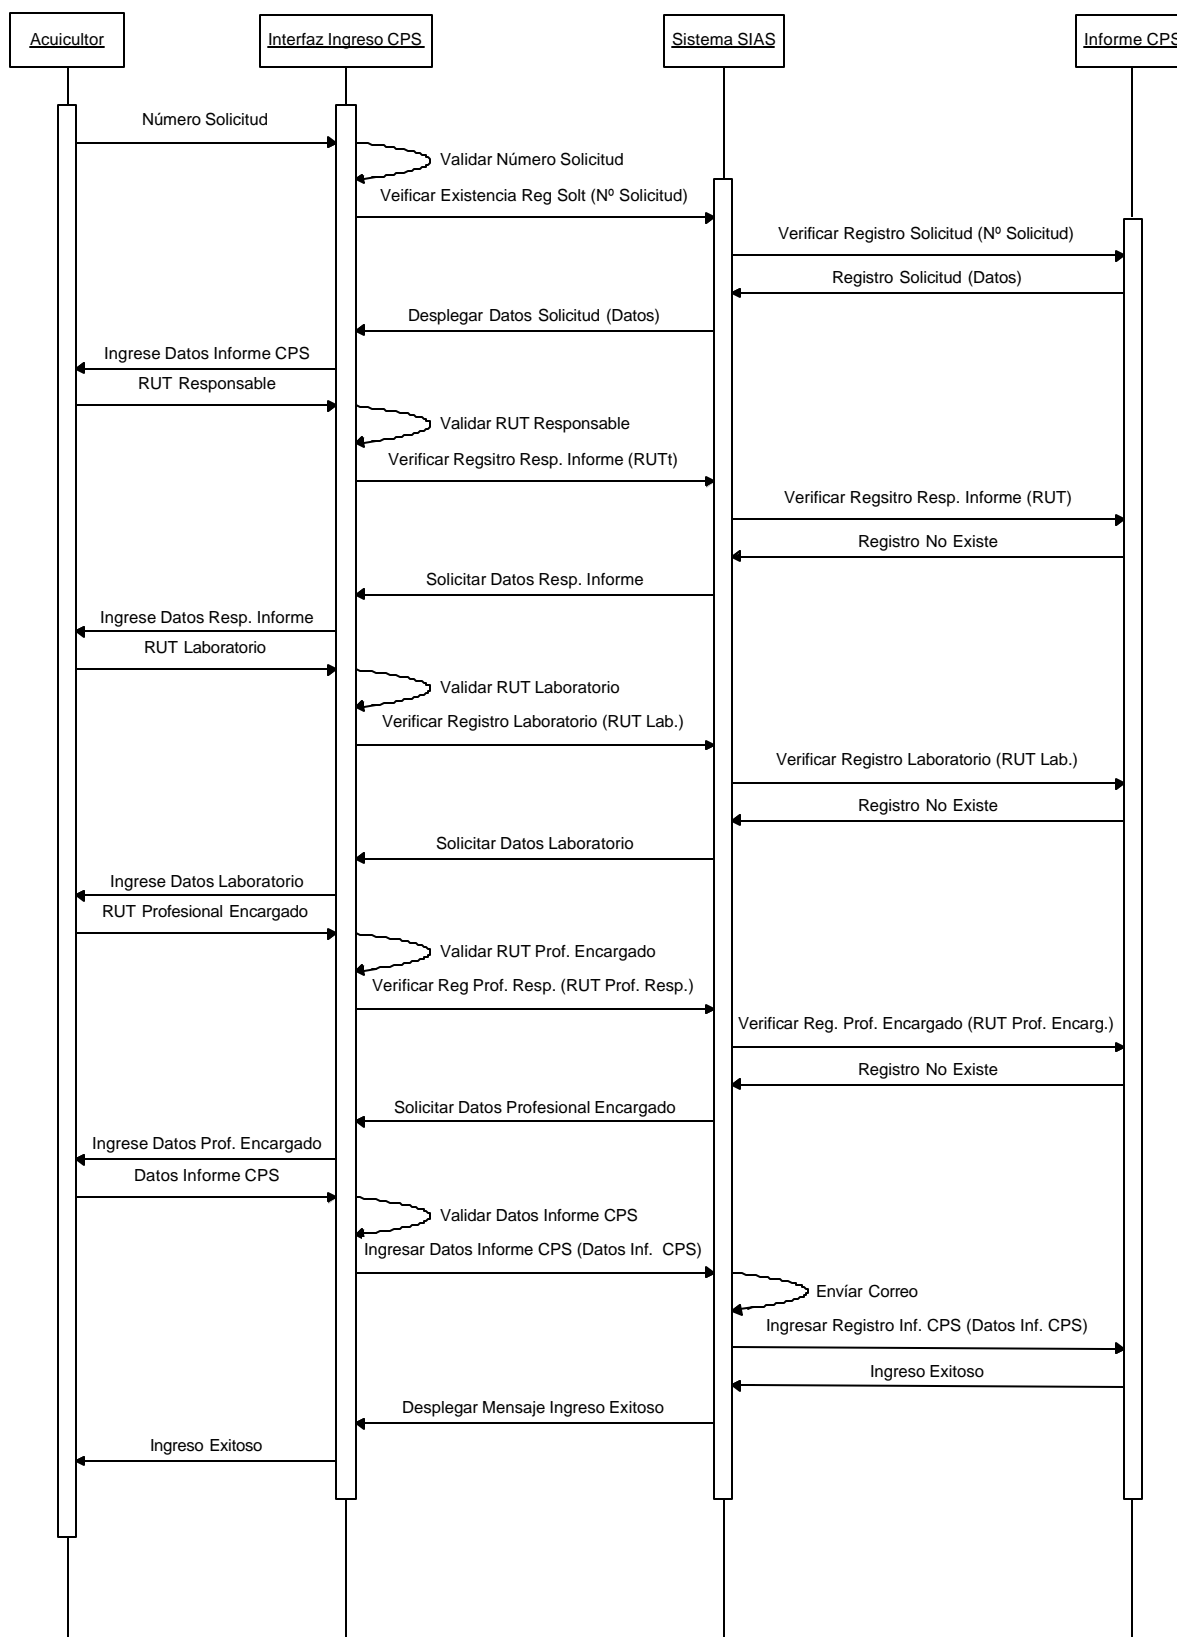 Acuicultor
Interfaz Ingreso CPS
Sistema SIAS
Informe CPS
Número Solicitud
Validar Número Solicitud
Veificar Existencia Reg Solt (Nº Solicitud)
Verificar Registro Solicitud (Nº Solicitud)
Registro Solicitud (Datos)
Desplegar Datos Solicitud (Datos)
Ingrese Datos Informe CPS
RUT Responsable
Validar RUT Responsable
Verificar Regsitro Resp. Informe (RUTt)
Verificar Regsitro Resp. Informe (RUT)
Registro No Existe
Solicitar Datos Resp. Informe
Ingrese Datos Resp. Informe
RUT Laboratorio
Validar RUT Laboratorio
Verificar Registro Laboratorio (RUT Lab.)
Verificar Registro Laboratorio (RUT Lab.)
Registro No Existe
Solicitar Datos Laboratorio
Ingrese Datos Laboratorio
RUT Profesional Encargado
Validar RUT Prof. Encargado
Verificar Reg Prof. Resp. (RUT Prof. Resp.)
Verificar Reg. Prof. Encargado (RUT Prof. Encarg.)
Registro No Existe
Solicitar Datos Profesional Encargado
Ingrese Datos Prof. Encargado
Datos Informe CPS
Validar Datos Informe CPS
Ingresar Datos Informe CPS (Datos Inf. CPS)
Envíar Correo
Ingresar Registro Inf. CPS (Datos Inf. CPS)
Ingreso Exitoso
Desplegar Mensaje Ingreso Exitoso
Ingreso Exitoso